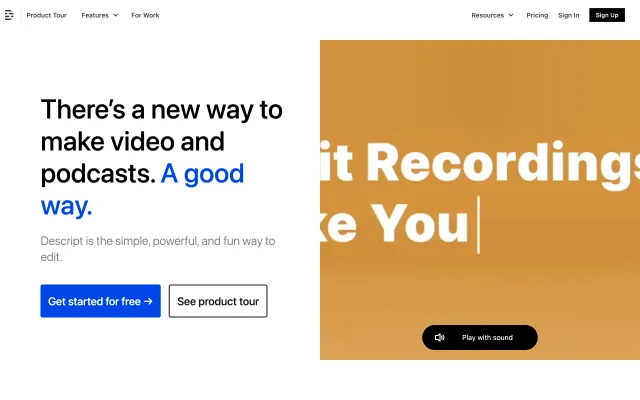 Product Tour
Features
For Work
Resources
Pricing
Sign In
Sign Up
There's a new way to
make video and
podcasts. A good
way.
Descript is the simple, powerful, and fun way to
edit.
Get started for free →
See product tour
it Recordings
ke You
Play with sound